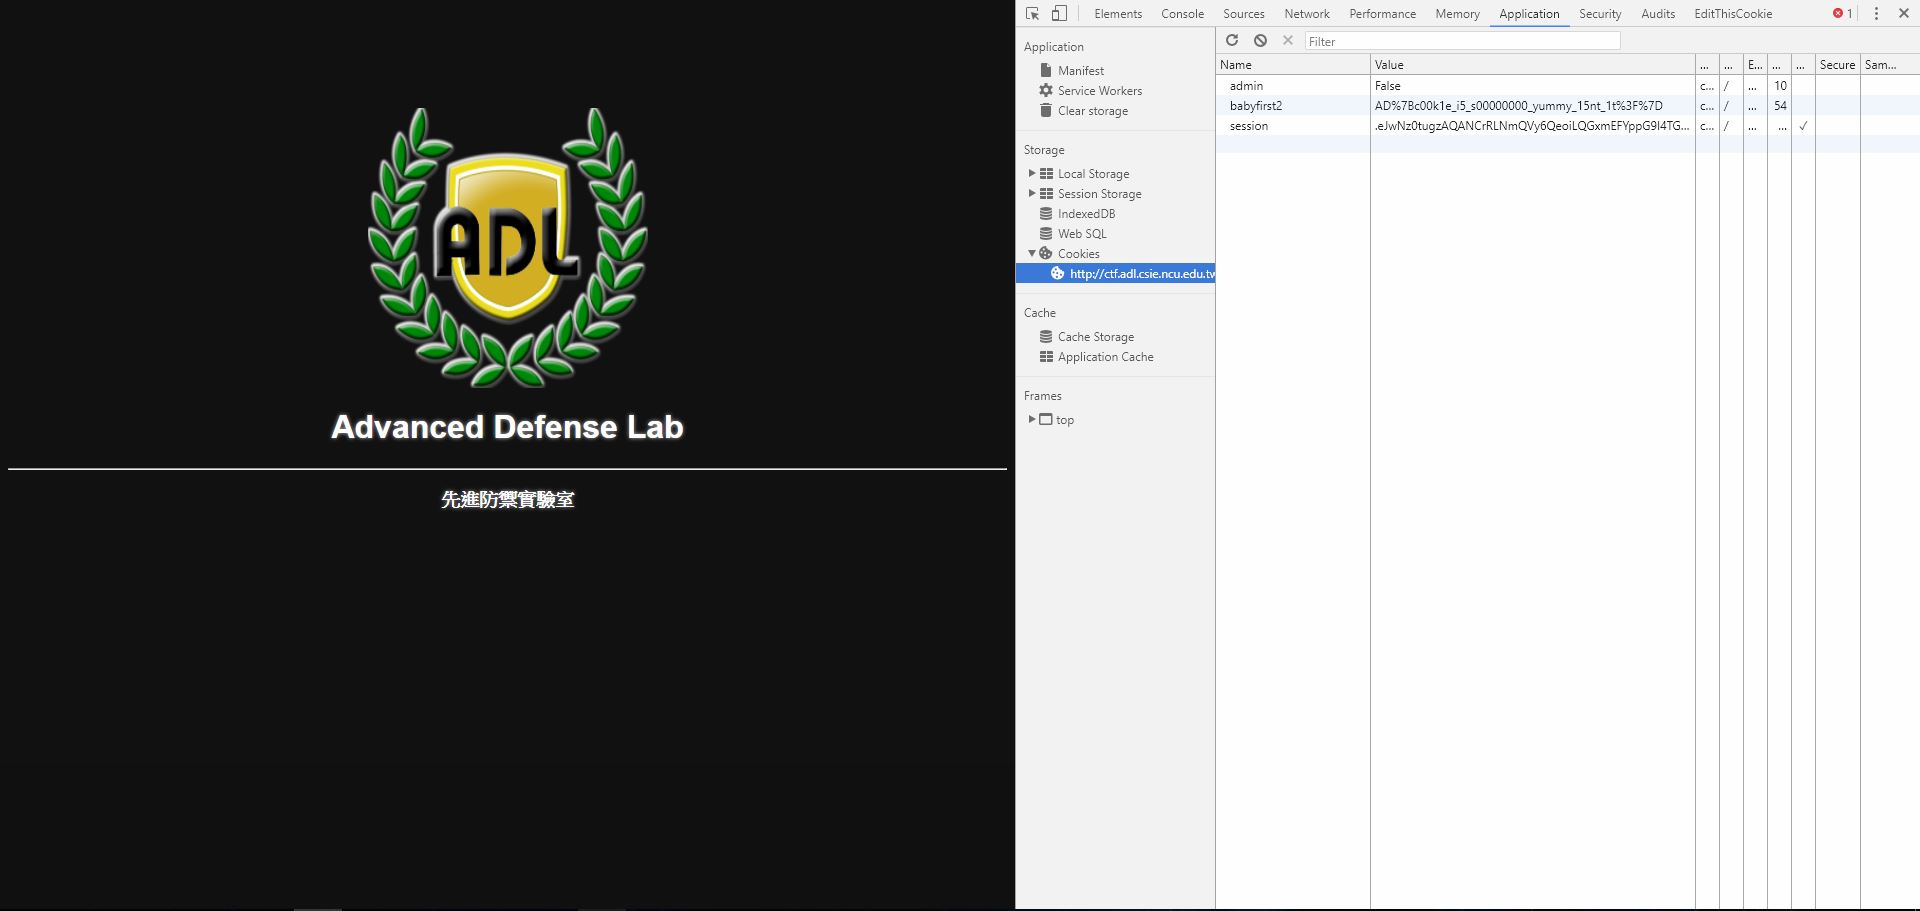 ADL
Advanced Defense Lab
先進防禦實驗室
Elements Console Sources Network Performance Memory Application Security Audits EditThisCookie 1
Application
Manifest
Service Workers
Clear storage
Storage
Local Storage
Session Storage
IndexedDB
Web SQL
Cookies
http://ctf.adl.csie.ncu.edu.tw
Cache
Cache Storage
Application Cache
Frames
top
Filter
Name Value ... ... E... ... ... Secure Sam...
admin False c... / ... 10
babyfirst2 AD%7Bc00k1e_i5_s00000000_yummy_15nt_1t%3F%7D c... / ... 54
session .eJwNz0tugzAQANCrRLNmQVy6QeoiLQGxmEFYppG9I4TG... c... / ... ... ✓